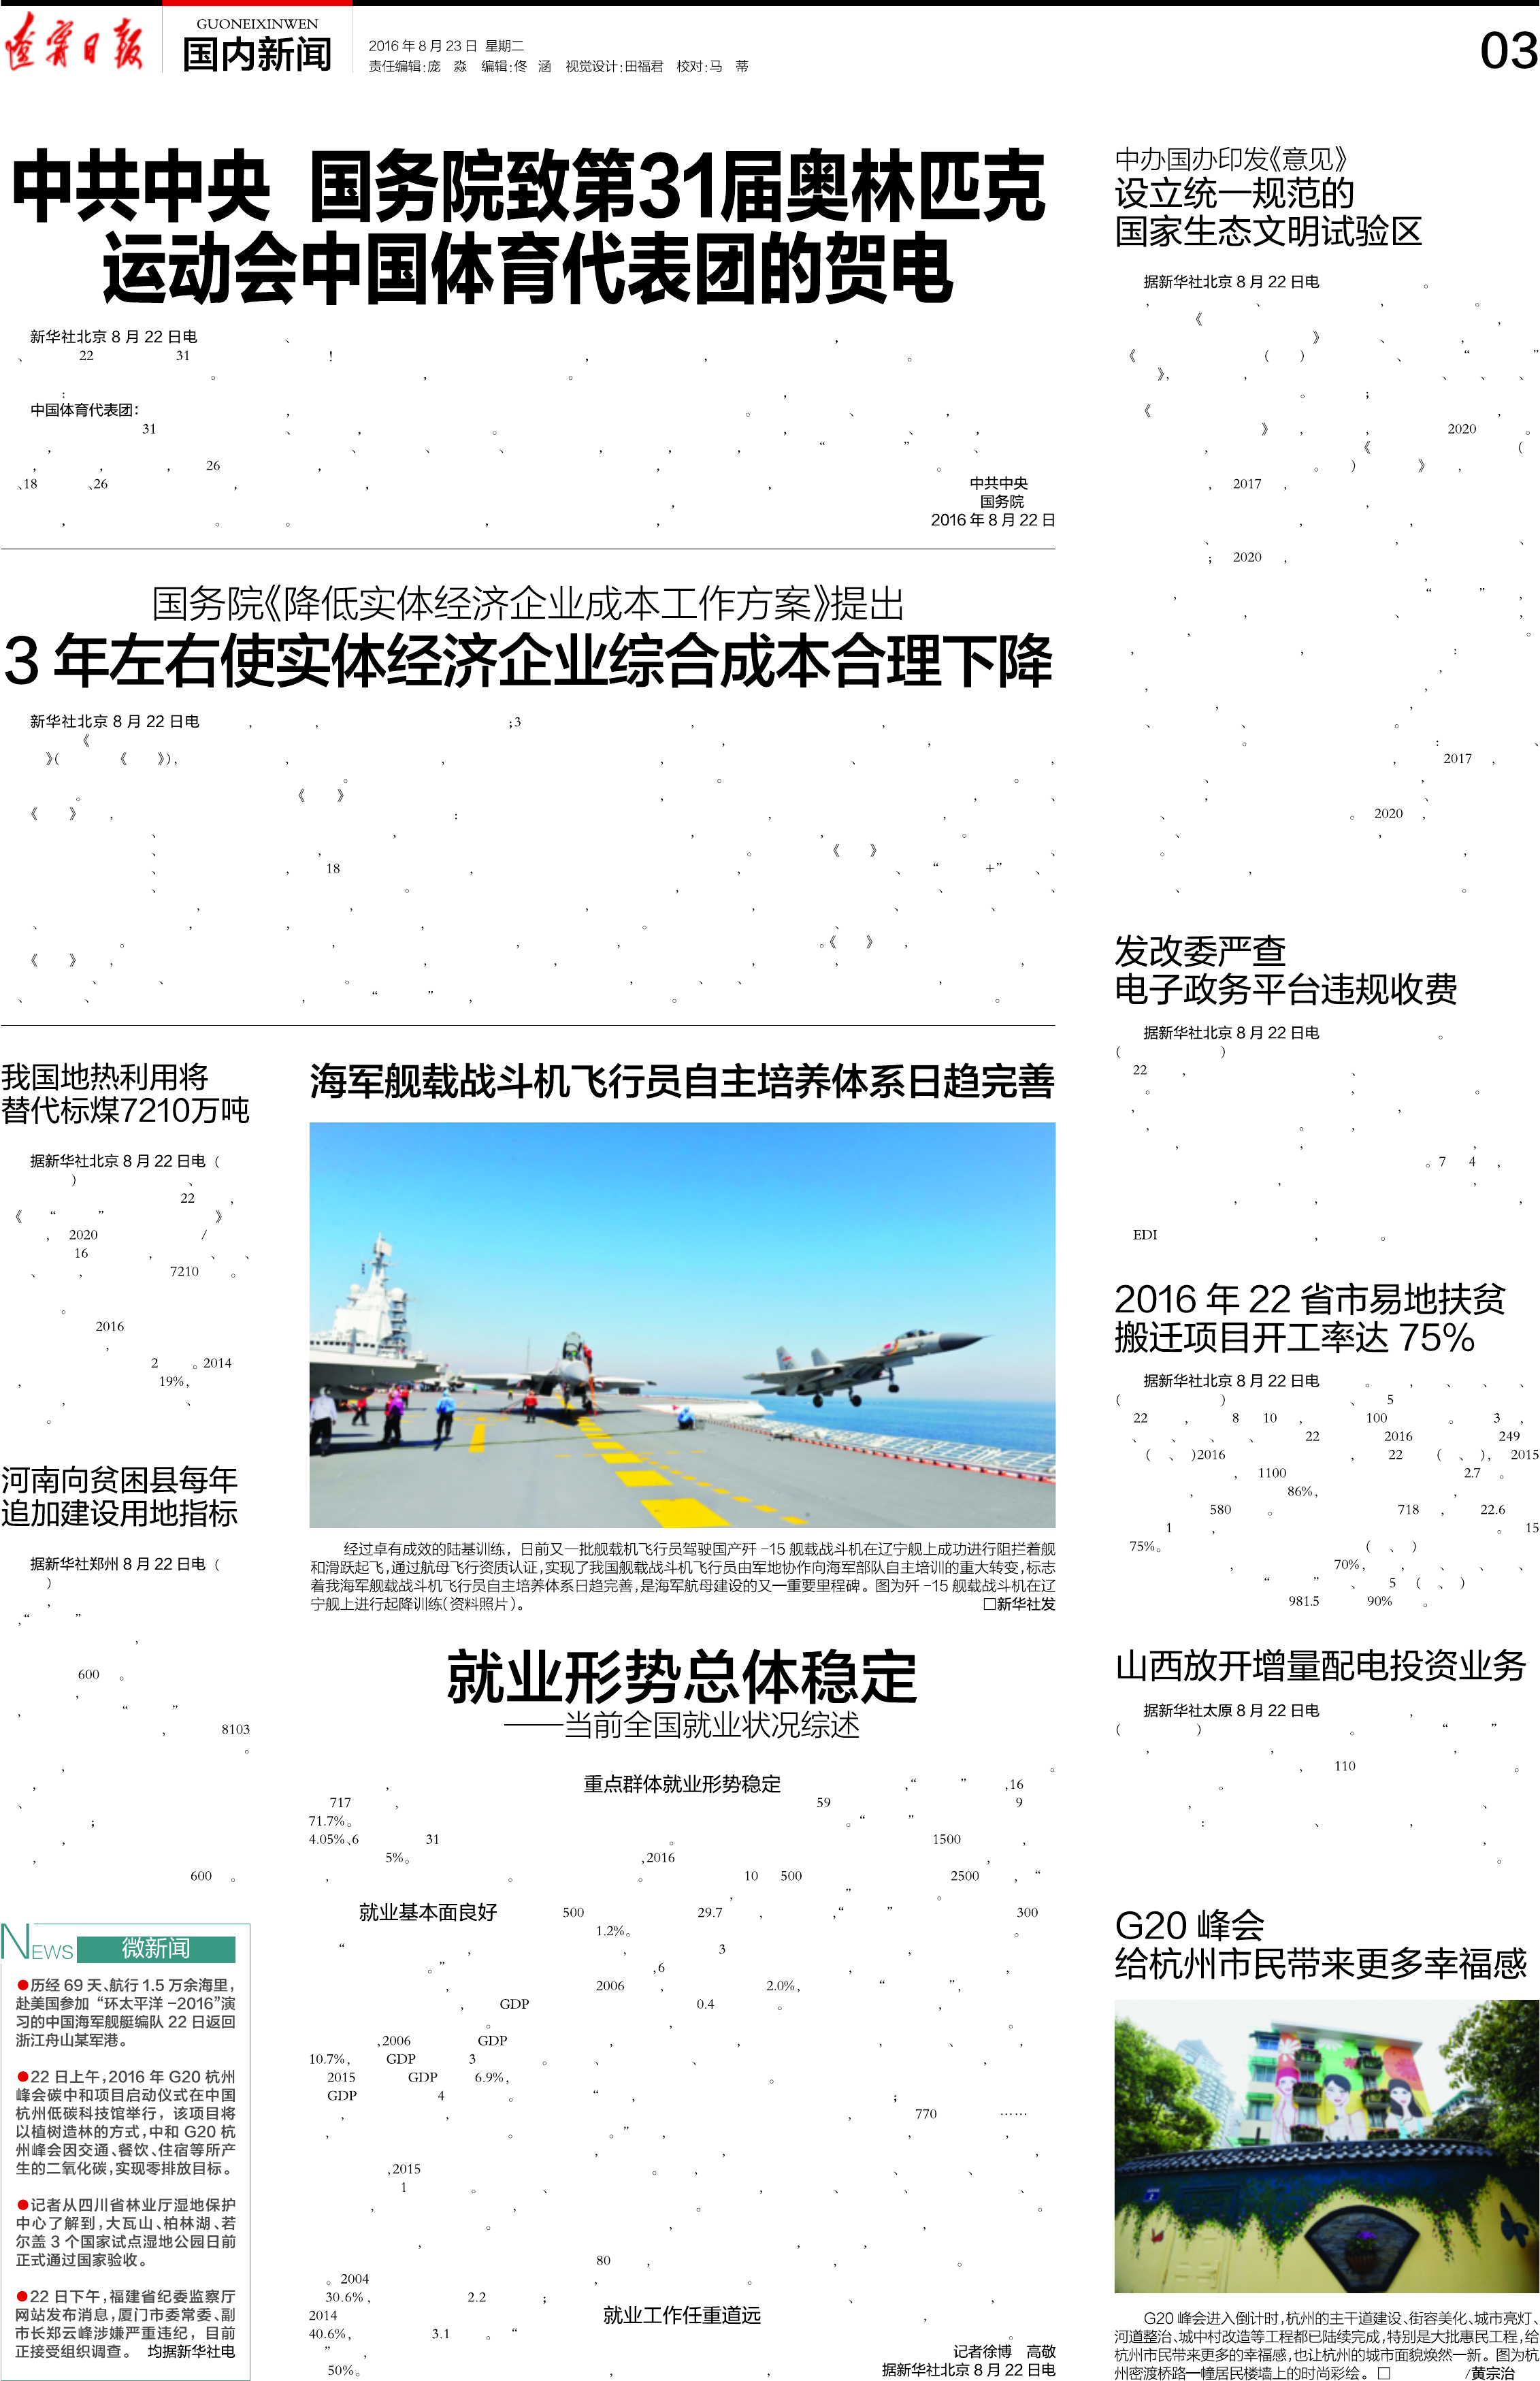 辽宁日报
GUONEIXINWEN
国内新闻
2016年8月23日 星期二
责任编辑:庞 淼 编辑:佟 涵 视觉设计:田福君 校对:马 蒂
03
中共中央 国务院致第31届奥林匹克
运动会中国体育代表团的贺电
新华社北京8月22日电
中国体育代表团:
中共中央
国务院
2016年8月22日
国务院《降低实体经济企业成本工作方案》提出
3年左右使实体经济企业综合成本合理下降
新华社北京8月22日电
我国地热利用将
替代标煤7210万吨
据新华社北京8月22日电
河南向贫困县每年
追加建设用地指标
据新华社郑州8月22日电
NEWS 微新闻
●历经69天、航行1.5万余海里,
赴美国参加“环太平洋-2016”演
习的中国海军舰艇编队22日返回
浙江舟山某军港。
●22日上午,2016年G20杭州
峰会碳中和项目启动仪式在中国
杭州低碳科技馆举行,该项目将
以植树造林的方式,中和G20杭
州峰会因交通、餐饮、住宿等所产
生的二氧化碳,实现零排放目标。
●记者从四川省林业厅湿地保护
中心了解到,大瓦山、柏林湖、若
尔盖3个国家试点湿地公园日前
正式通过国家验收。
●22日下午,福建省纪委监察厅
网站发布消息,厦门市委常委、副
市长郑云峰涉嫌严重违纪,目前
正接受组织调查。 均据新华社电
海军舰载战斗机飞行员自主培养体系日趋完善
经过卓有成效的陆基训练,日前又一批舰载机飞行员驾驶国产歼-15舰载战斗机在辽宁舰上成功进行阻拦着舰
和滑跃起飞,通过航母飞行资质认证,实现了我国舰载战斗机飞行员由军地协作向海军部队自主培训的重大转变,标志
着我海军舰载战斗机飞行员自主培养体系日趋完善,是海军航母建设的又一重要里程碑。图为歼-15舰载战斗机在辽
宁舰上进行起降训练(资料照片)。 □新华社发
就业形势总体稳定
——当前全国就业状况综述
重点群体就业形势稳定
就业基本面良好
就业工作任重道远
记者徐博 高敬
据新华社北京8月22日电
中办国办印发《意见》
设立统一规范的
国家生态文明试验区
据新华社北京8月22日电
发改委严查
电子政务平台违规收费
据新华社北京8月22日电
EDI
2016年22省市易地扶贫
搬迁项目开工率达75%
据新华社北京8月22日电
山西放开增量配电投资业务
据新华社太原8月22日电
G20峰会
给杭州市民带来更多幸福感
G20峰会进入倒计时,杭州的主干道建设、街容美化、城市亮灯、
河道整治、城中村改造等工程都已陆续完成,特别是大批惠民工程,给
杭州市民带来更多的幸福感,也让杭州的城市面貌焕然一新。图为杭
州密渡桥路一幢居民楼墙上的时尚彩绘。 □ /黄宗治